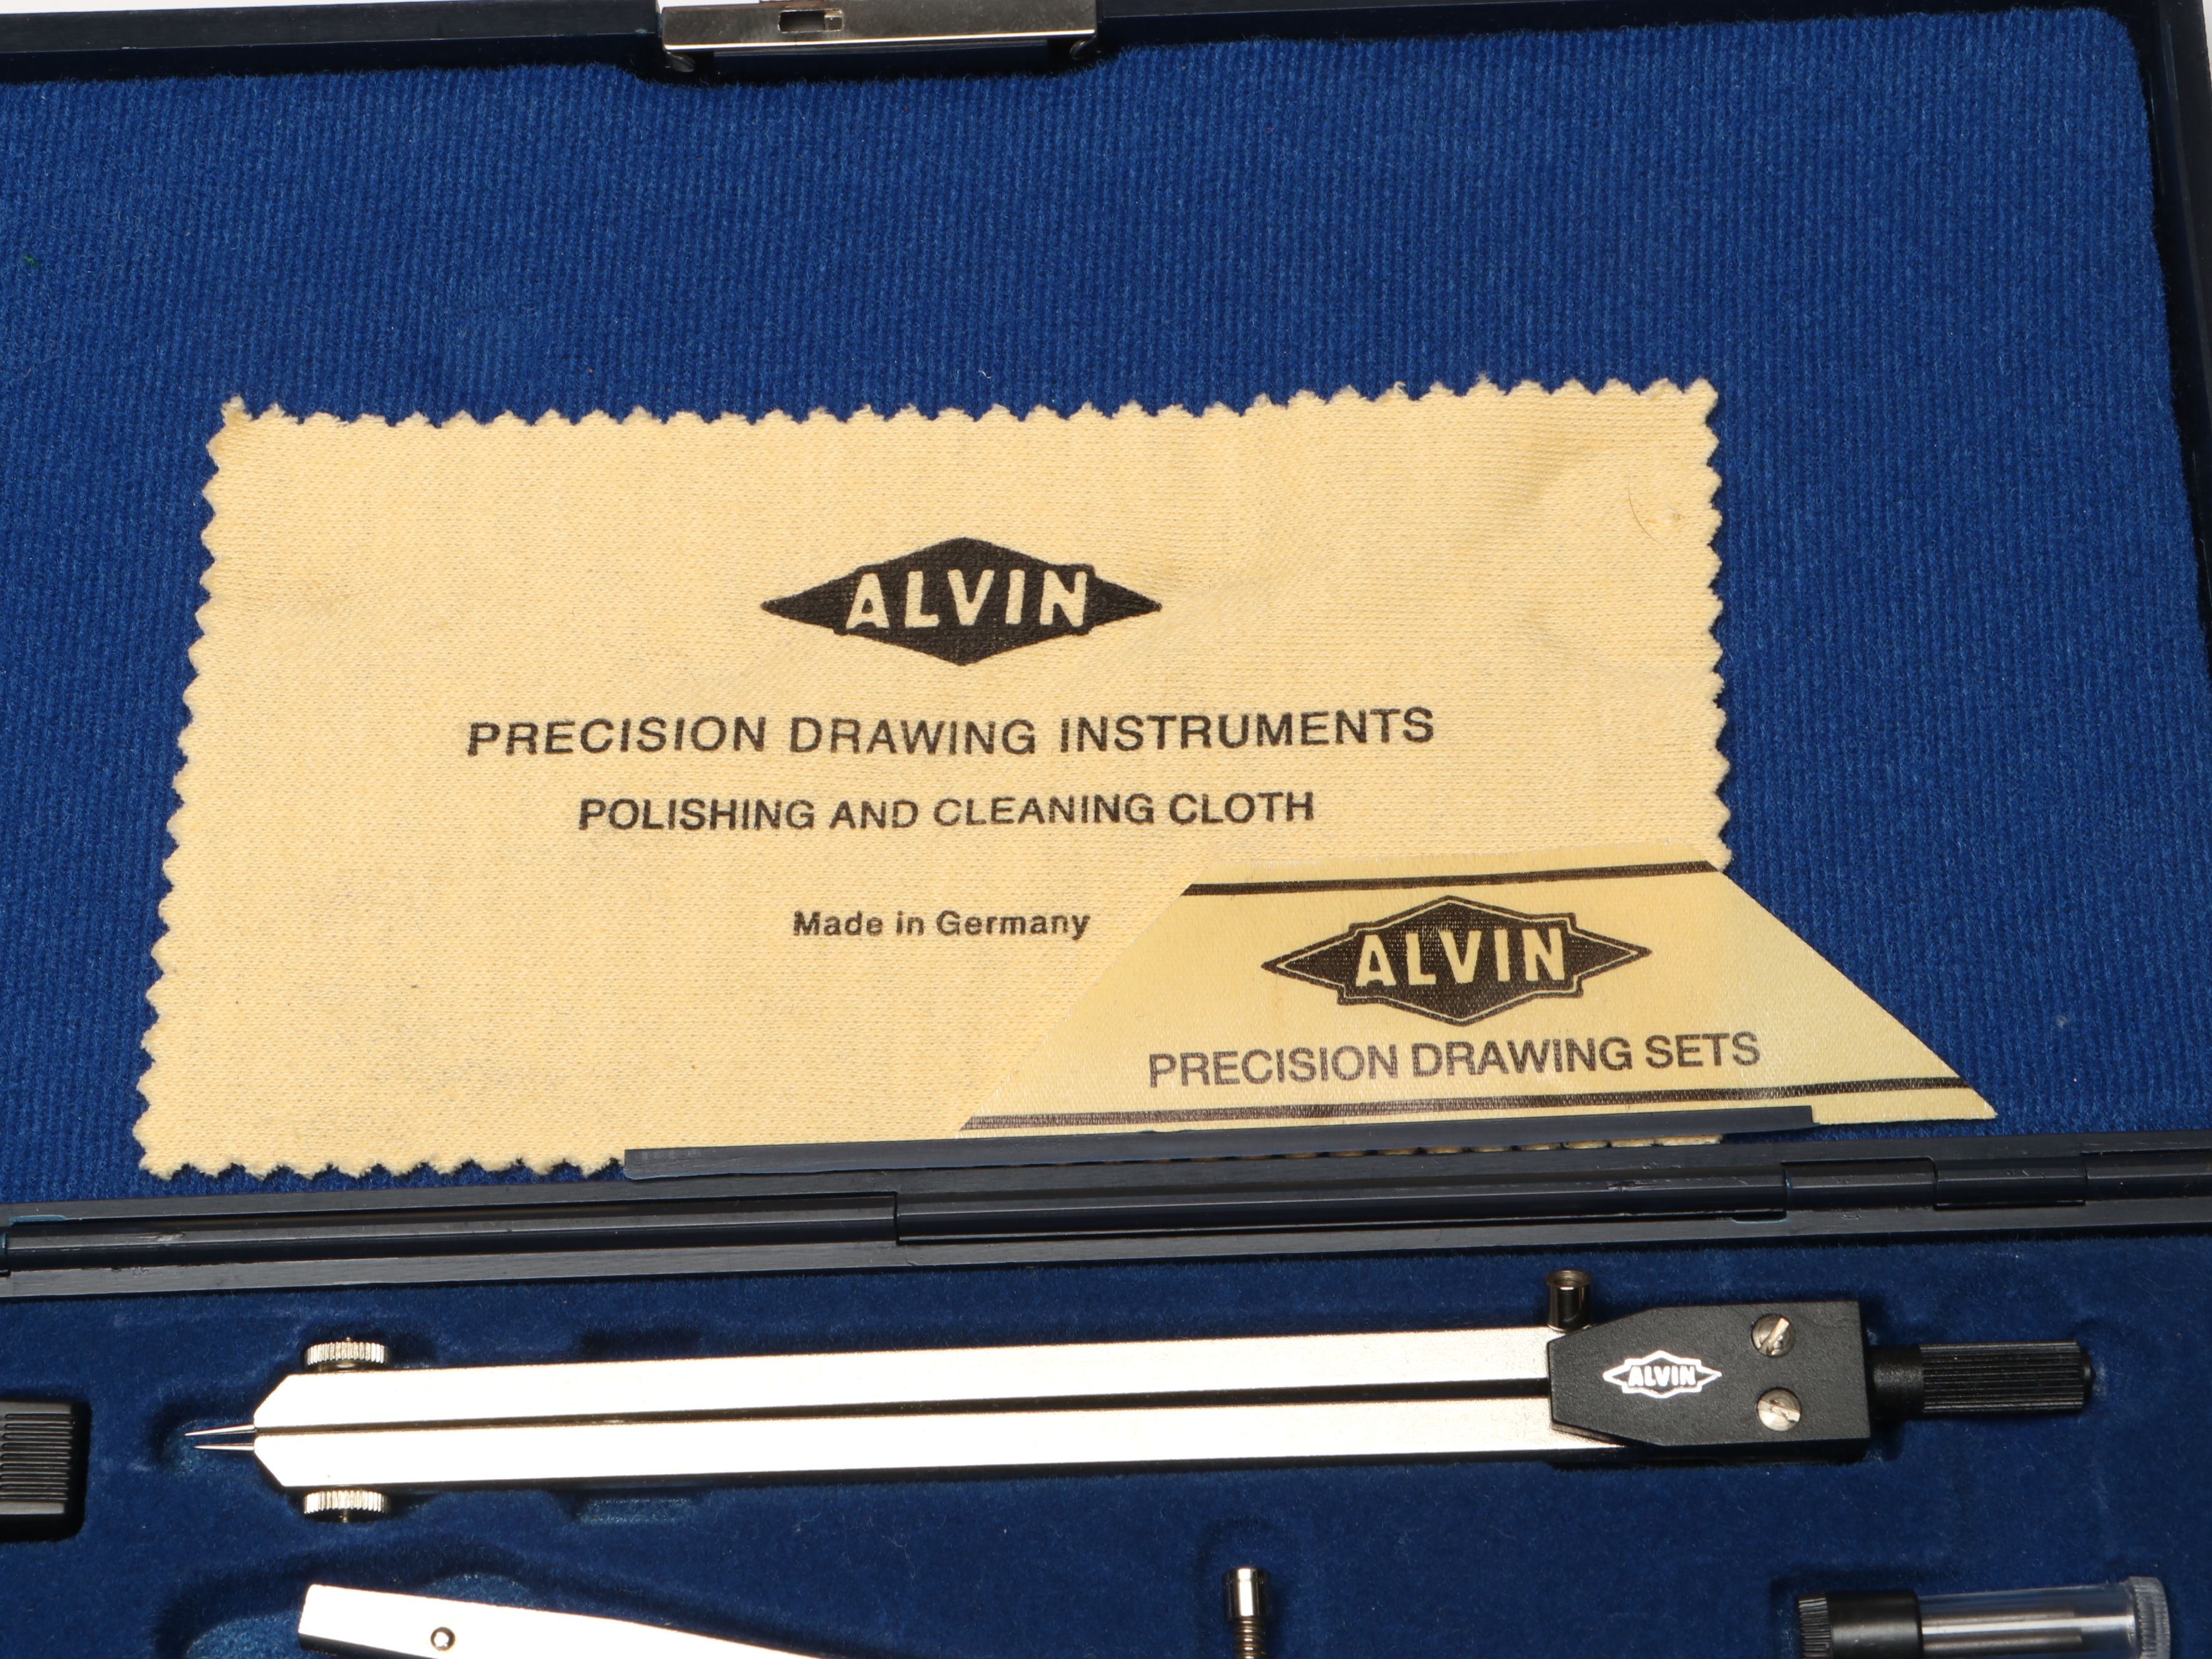 ALVIN
PRECISION DRAWING INSTRUMENTS
POLISHING AND CLEANING CLOTH
Made in Germany
ALVIN
PRECISION DRAWING SETS
ALVIN